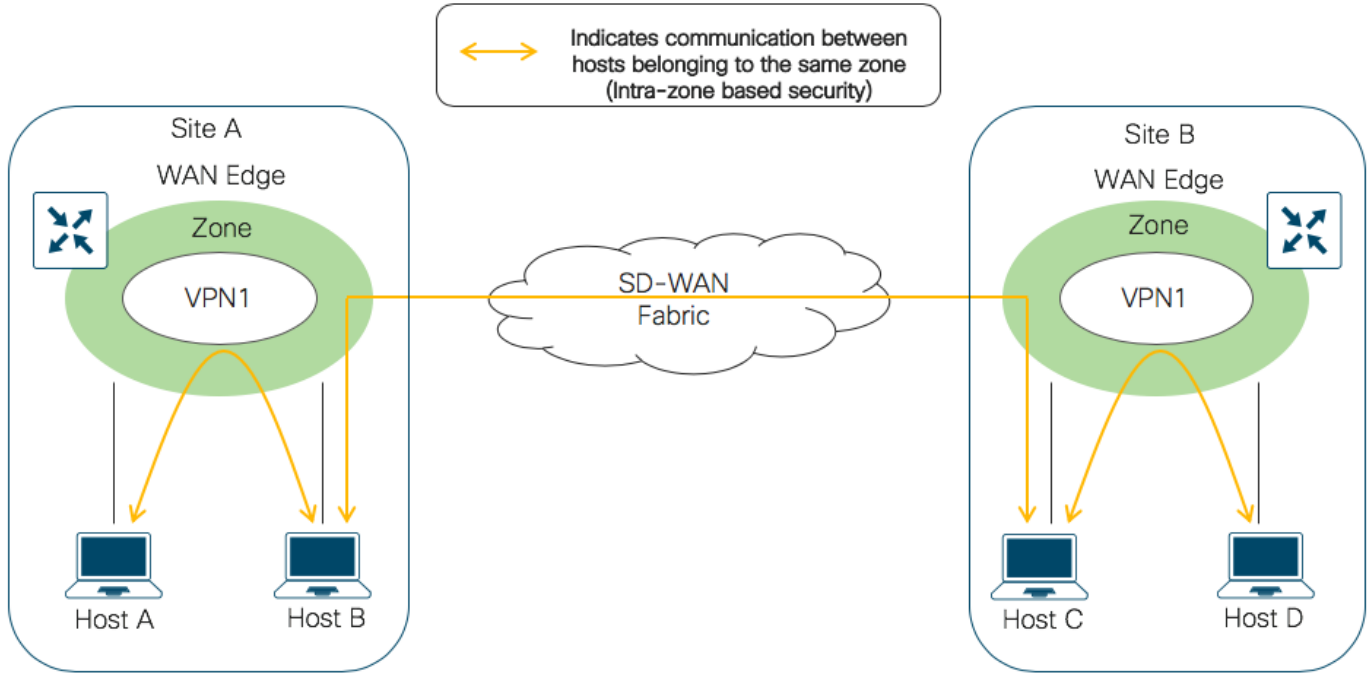 Indicates communication between
hosts belonging to the same zone
(Intra-zone based security)
Site A
WAN Edge
Zone
VPN1
Host A
Host B
SD-WAN
Fabric
Site B
WAN Edge
Zone
VPN1
Host C
Host D